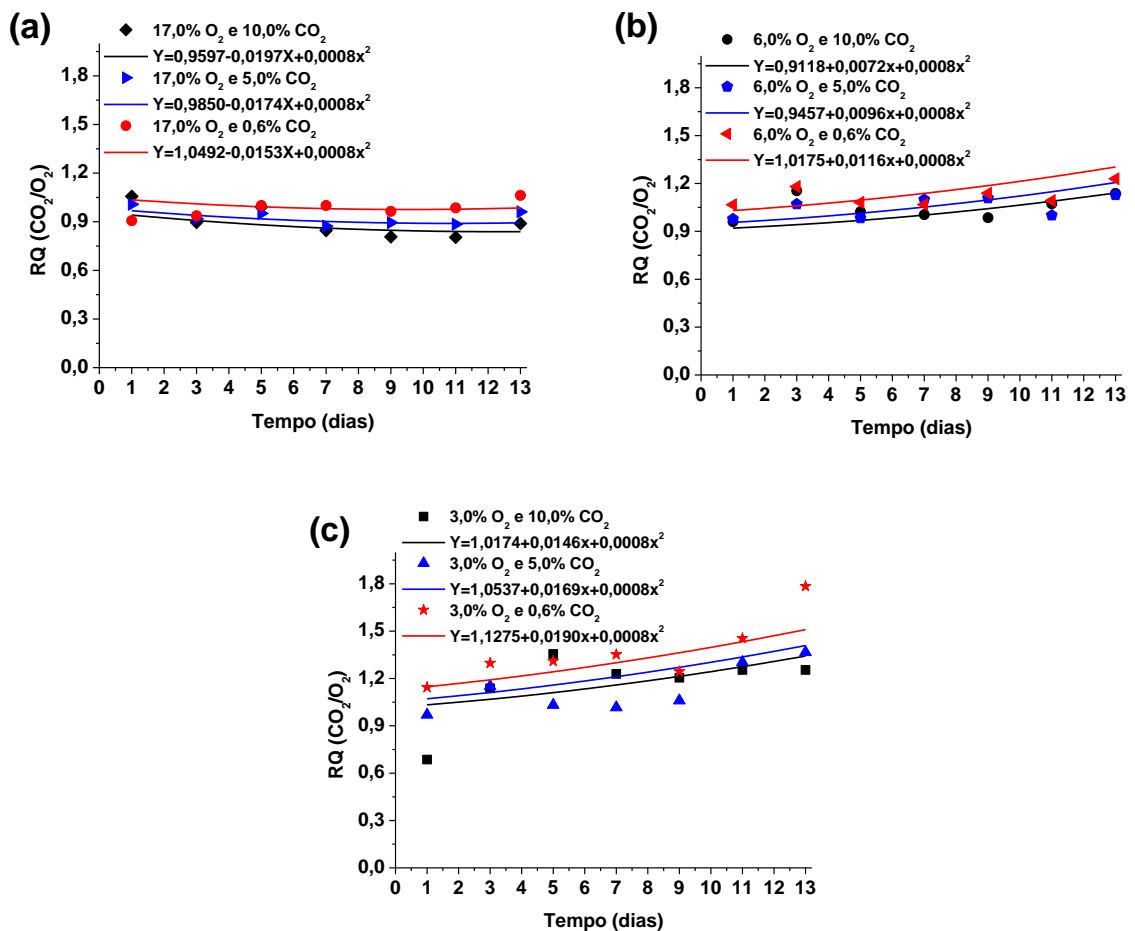 (a)
17,0% O₂ e 10,0% CO₂
Y=0,9597-0,0197X+0,0008x²
17,0% O₂ e 5,0% CO₂
Y=0,9850-0,0174X+0,0008x²
17,0% O₂ e 0,6% CO₂
Y=1,0492-0,0153X+0,0008x²
1,8
1,5
1,2
0,9
0,6
0,3
0,0
RQ (CO₂/O₂)
0 1 2 3 4 5 6 7 8 9 10 11 12 13
Tempo (dias)
(b)
6,0% O₂ e 10,0% CO₂
Y=0,9118+0,0072x+0,0008x²
6,0% O₂ e 5,0% CO₂
Y=0,9457+0,0096x+0,0008x²
6,0% O₂ e 0,6% CO₂
Y=1,0175+0,0116x+0,0008x²
1,8
1,5
1,2
0,9
0,6
0,3
0,0
RQ (CO₂/O₂)
0 1 2 3 4 5 6 7 8 9 10 11 12 13
Tempo (dias)
(c)
3,0% O₂ e 10,0% CO₂
Y=1,0174+0,0146x+0,0008x²
3,0% O₂ e 5,0% CO₂
Y=1,0537+0,0169x+0,0008x²
3,0% O₂ e 0,6% CO₂
Y=1,1275+0,0190x+0,0008x²
1,8
1,5
1,2
0,9
0,6
0,3
0,0
RQ (CO₂/O₂)
0 1 2 3 4 5 6 7 8 9 10 11 12 13
Tempo (dias)